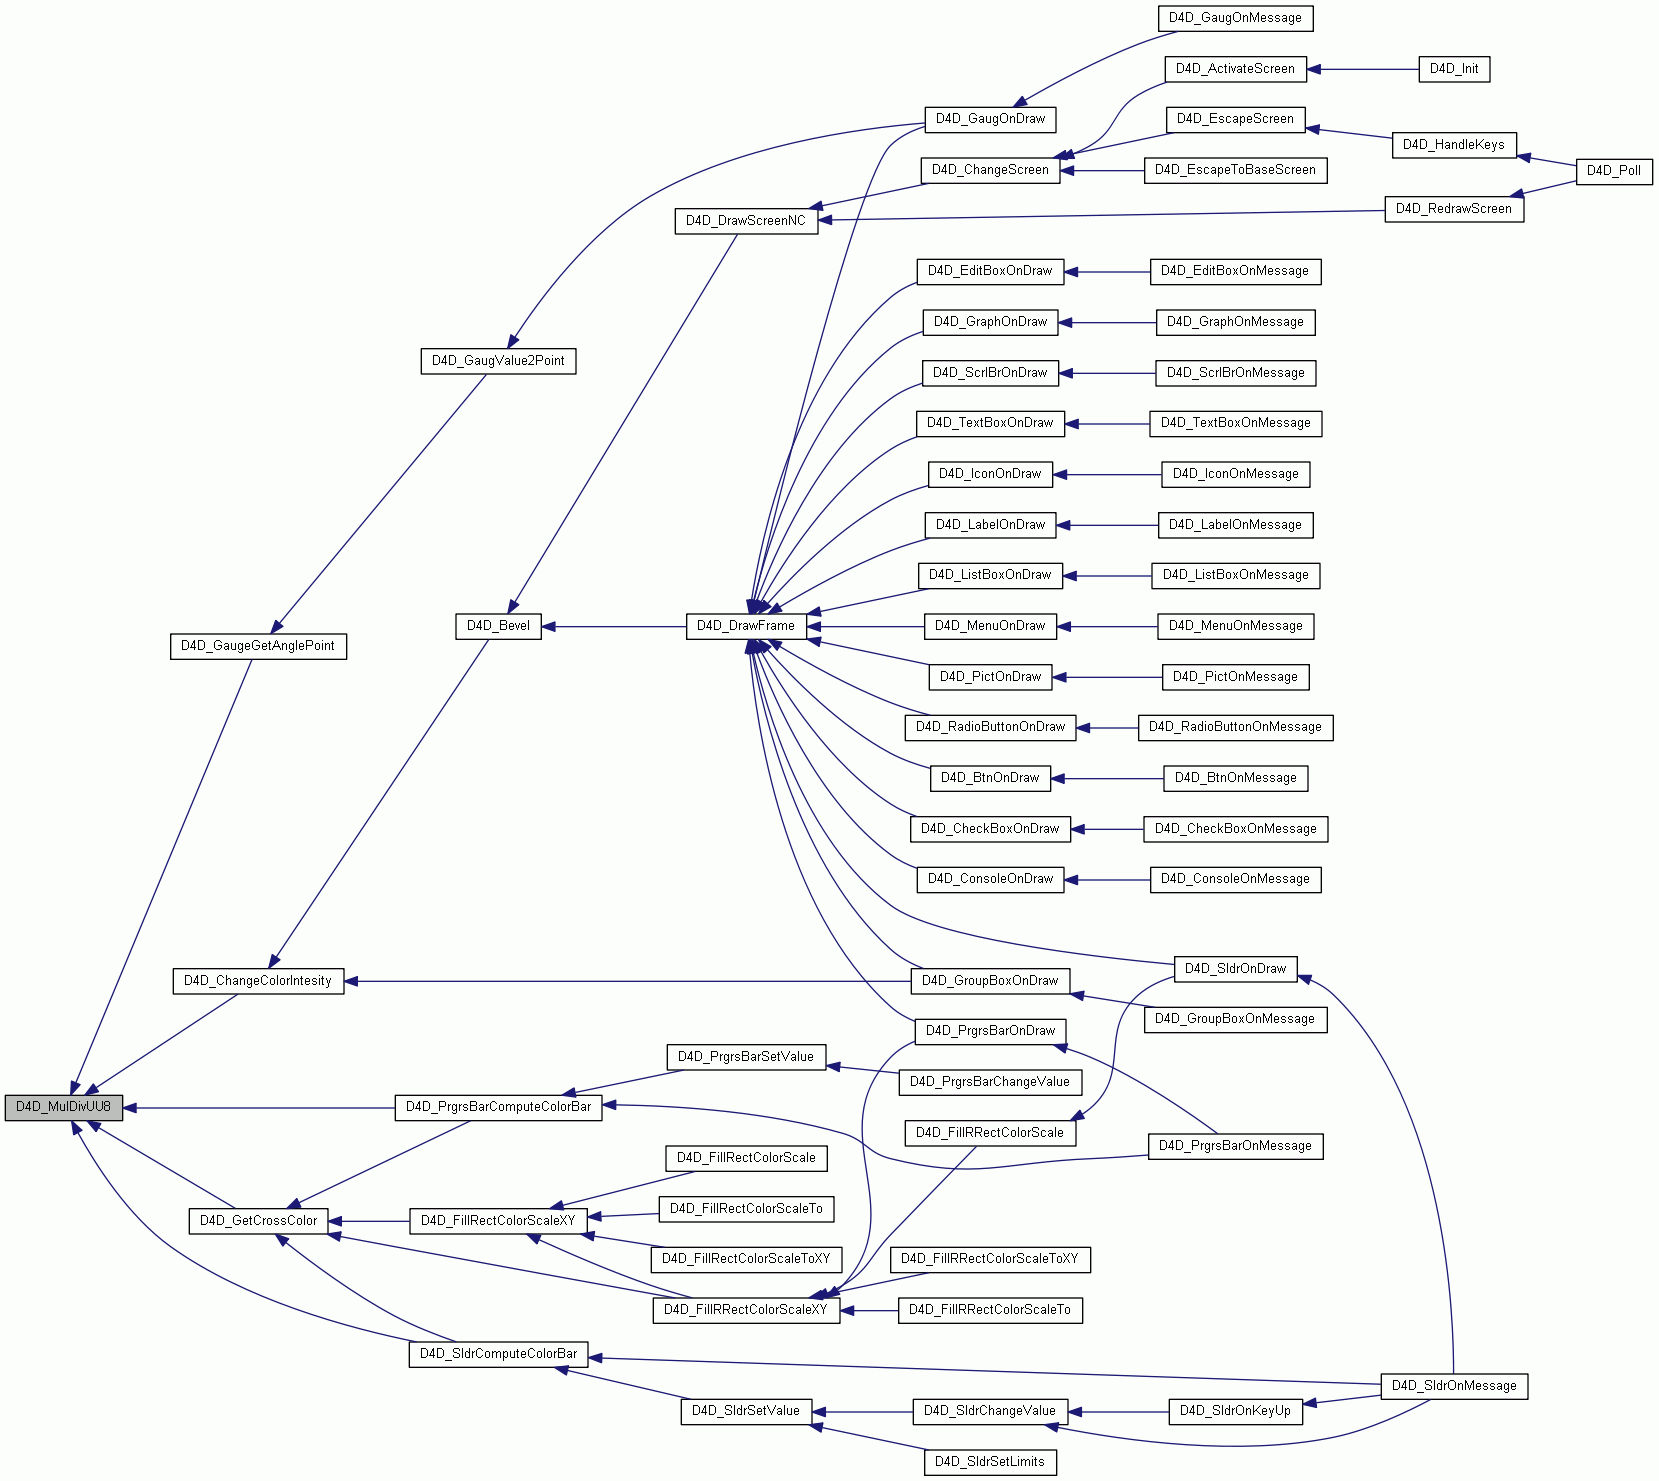 D4D_GaugOnMessage
D4D_ActivateScreen
D4D_Init
D4D_GaugOnDraw
D4D_EscapeScreen
D4D_HandleKeys
D4D_ChangeScreen
D4D_EscapeToBaseScreen
D4D_Poll
D4D_DrawScreenNC
D4D_RedrawScreen
D4D_EditBoxOnDraw
D4D_EditBoxOnMessage
D4D_GraphOnDraw
D4D_GraphOnMessage
D4D_GaugValue2Point
D4D_ScrlBrOnDraw
D4D_ScrlBrOnMessage
D4D_TextBoxOnDraw
D4D_TextBoxOnMessage
D4D_IconOnDraw
D4D_IconOnMessage
D4D_LabelOnDraw
D4D_LabelOnMessage
D4D_ListBoxOnDraw
D4D_ListBoxOnMessage
D4D_Bevel
D4D_DrawFrame
D4D_MenuOnDraw
D4D_MenuOnMessage
D4D_GaugeGetAnglePoint
D4D_PictOnDraw
D4D_PictOnMessage
D4D_RadioButtonOnDraw
D4D_RadioButtonOnMessage
D4D_BtnOnDraw
D4D_BtnOnMessage
D4D_CheckBoxOnDraw
D4D_CheckBoxOnMessage
D4D_ConsoleOnDraw
D4D_ConsoleOnMessage
D4D_SldrOnDraw
D4D_ChangeColorIntesity
D4D_GroupBoxOnDraw
D4D_GroupBoxOnMessage
D4D_PrgrsBarOnDraw
D4D_PrgrsBarSetValue
D4D_PrgrsBarChangeValue
D4D_MulDivUU8
D4D_PrgrsBarComputeColorBar
D4D_FillRRectColorScale
D4D_PrgrsBarOnMessage
D4D_FillRectColorScale
D4D_FillRectColorScaleTo
D4D_GetCrossColor
D4D_FillRectColorScaleXY
D4D_FillRectColorScaleToXY
D4D_FillRRectColorScaleToXY
D4D_FillRRectColorScaleXY
D4D_FillRRectColorScaleTo
D4D_SldrComputeColorBar
D4D_SldrOnMessage
D4D_SldrSetValue
D4D_SldrChangeValue
D4D_SldrOnKeyUp
D4D_SldrSetLimits